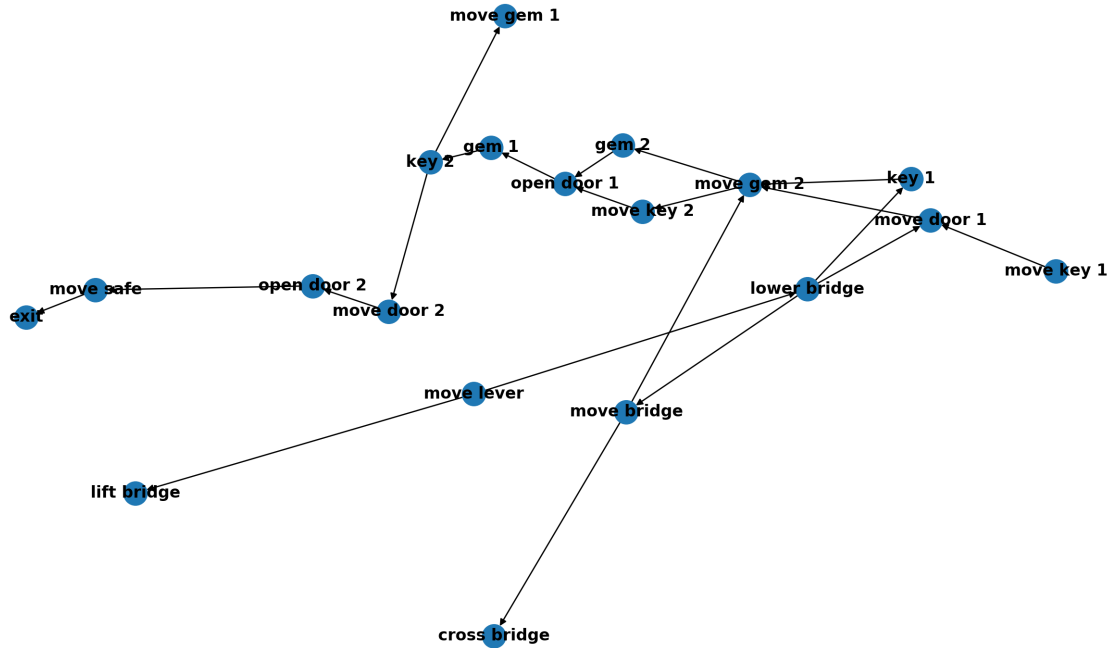 move gem 1
gem 2
gem 1
key 2
key 1
open door 1
move gem 2
move key 2
move door 1
move key 1
open door 2
move safe
lower bridge
move door 2
exit
move lever
move bridge
lift bridge
cross bridge